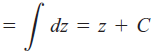 = ∫ dz = z + C